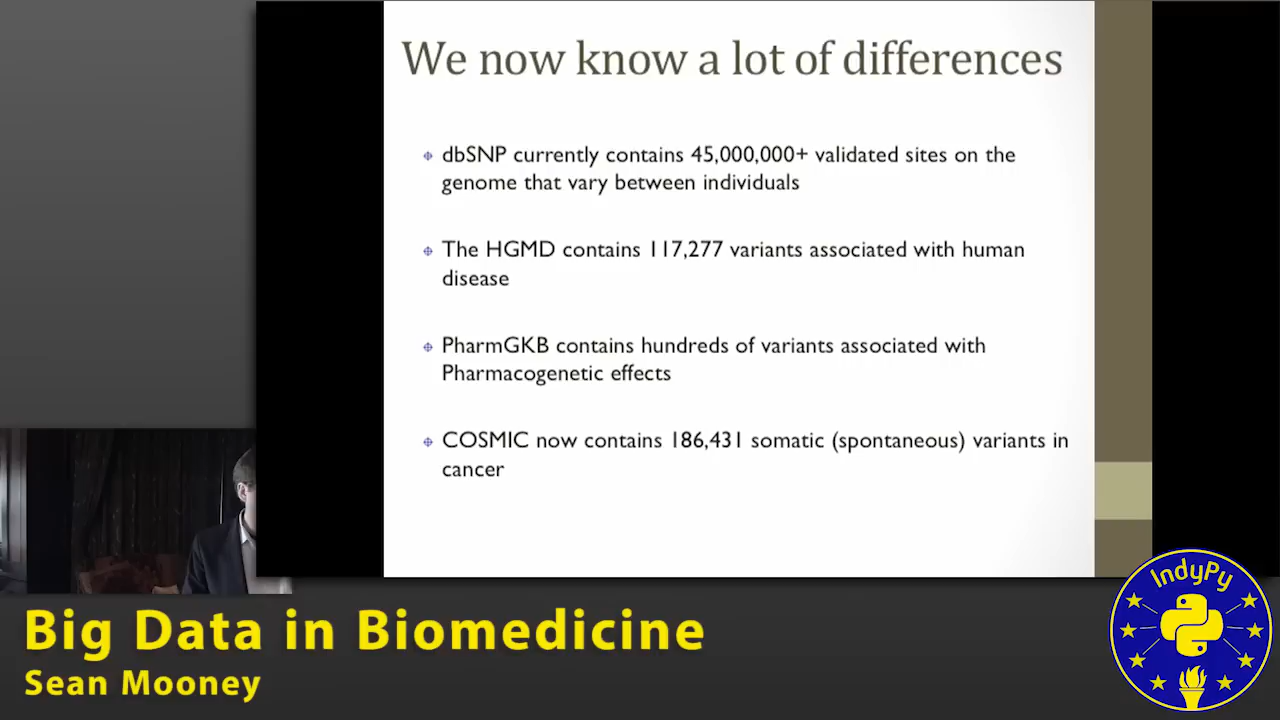 We now know a lot of differences
dbSNP currently contains 45,000,000+ validated sites on the
genome that vary between individuals
The HGMD contains 117,277 variants associated with human
disease
PharmGKB contains hundreds of variants associated with
Pharmacogenetic effects
COSMIC now contains 186,431 somatic (spontaneous) variants in
cancer
Big Data in Biomedicine
Sean Mooney
IndyPy